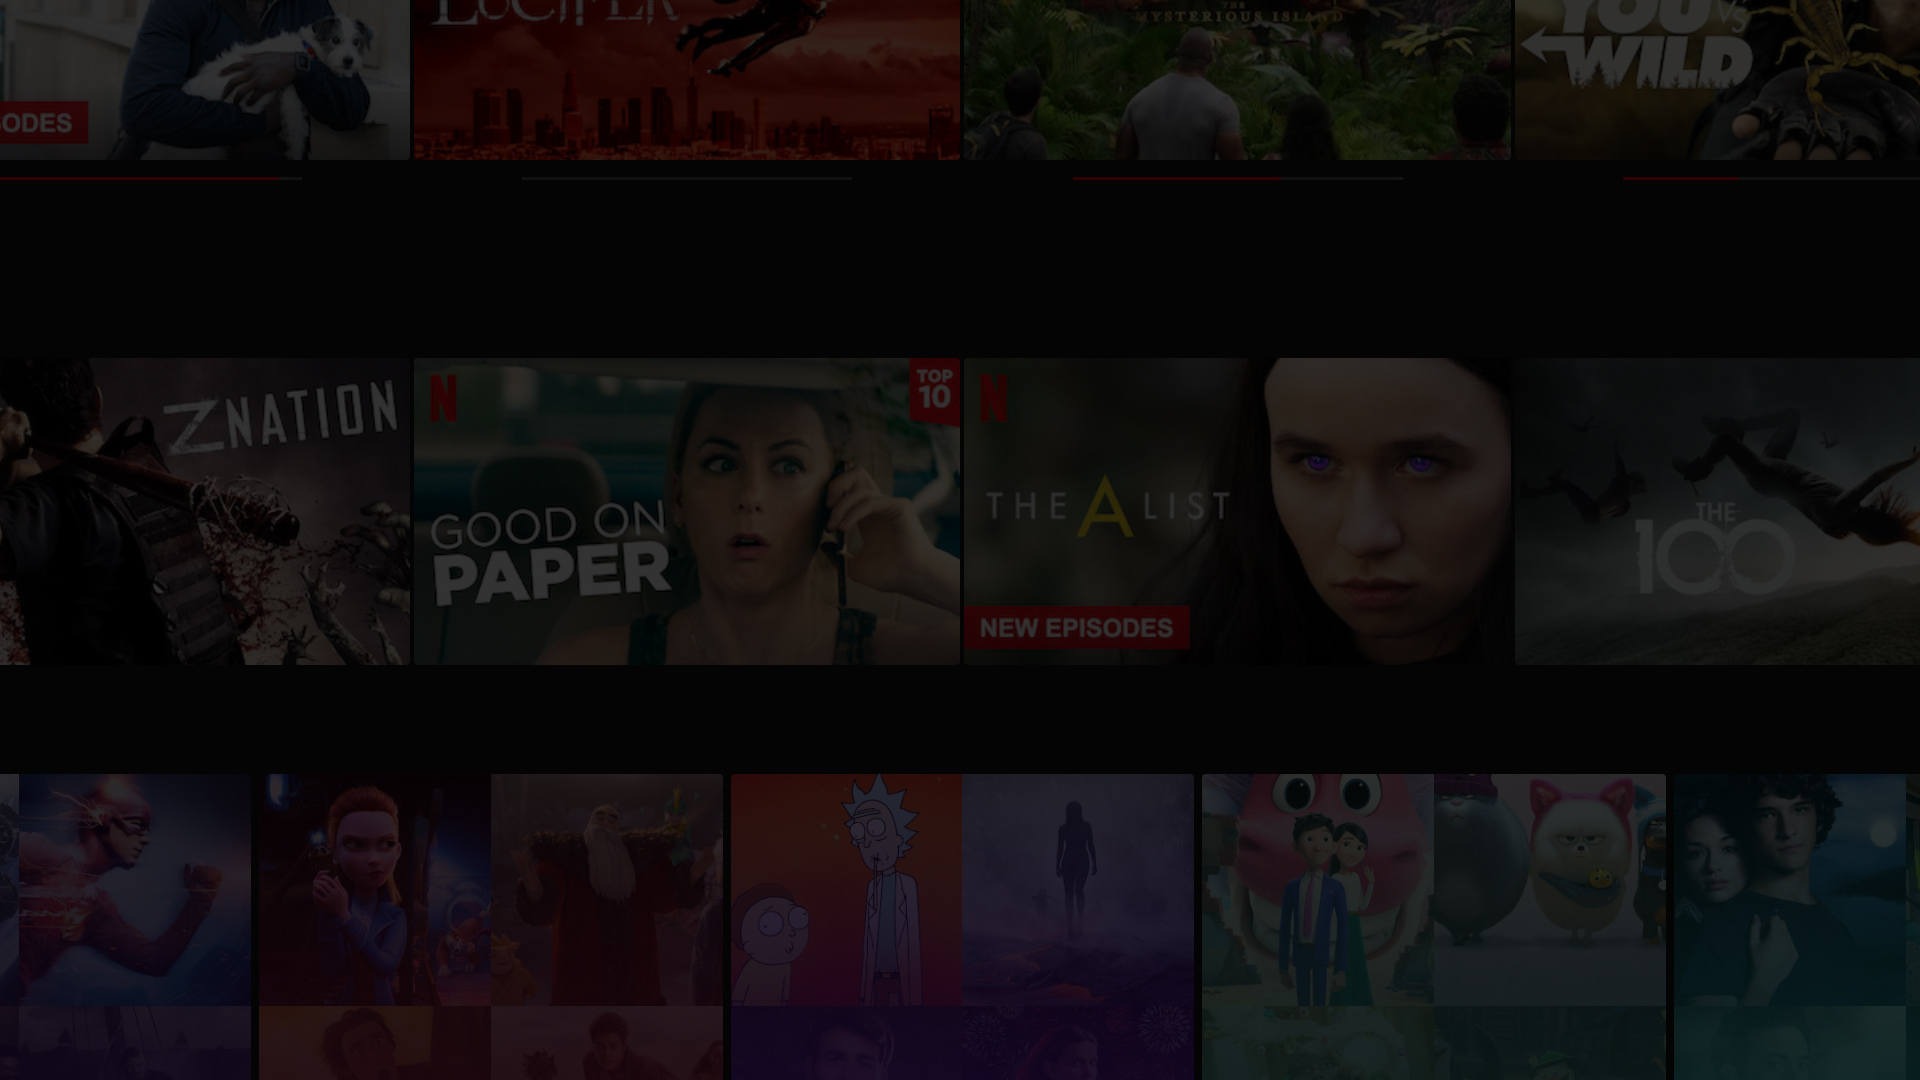 LUCIFER
THE
MYSTERIOUS ISLAND
YOU VS
WILD
SODES
Z NATION
N
TOP
10
GOOD ON
PAPER
N
THE A LIST
NEW EPISODES
THE
100